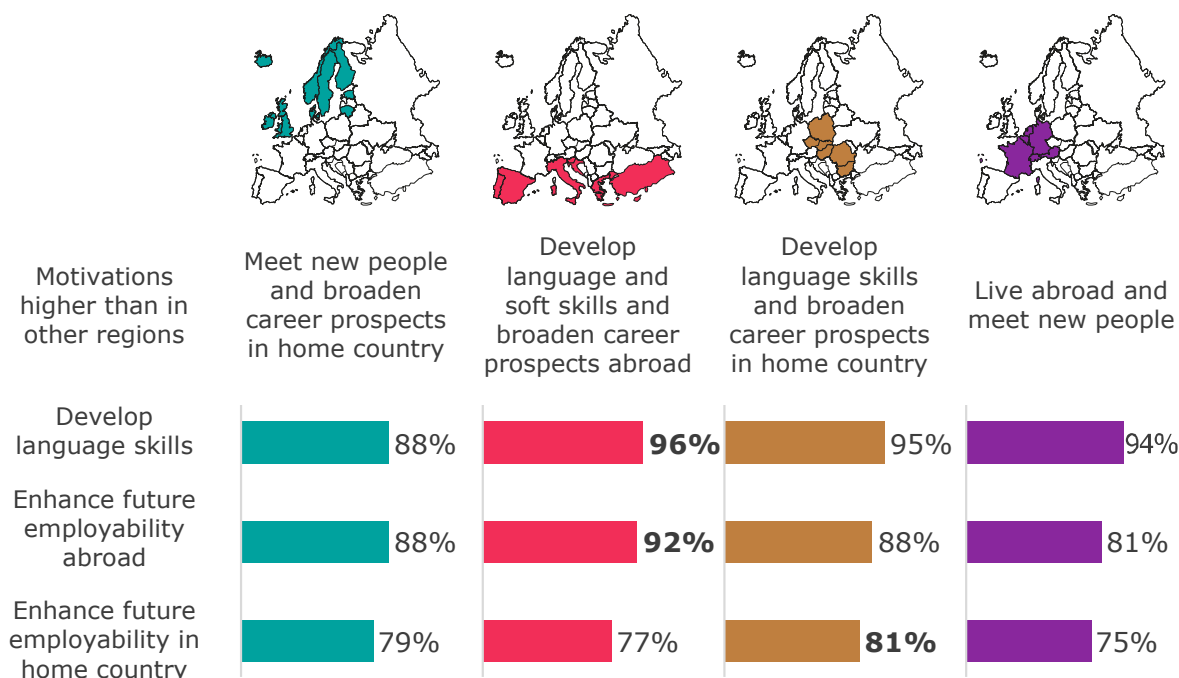 Motivations
higher than in
other regions
Meet new people
and broaden
career prospects
in home country
Develop
language and
soft skills and
broaden career
prospects abroad
Develop
language skills
and broaden
career prospects
in home country
Live abroad and
meet new people
Develop
language skills
88%
96%
95%
94%
Enhance future
employability
abroad
88%
92%
88%
81%
Enhance future
employability in
home country
79%
77%
81%
75%